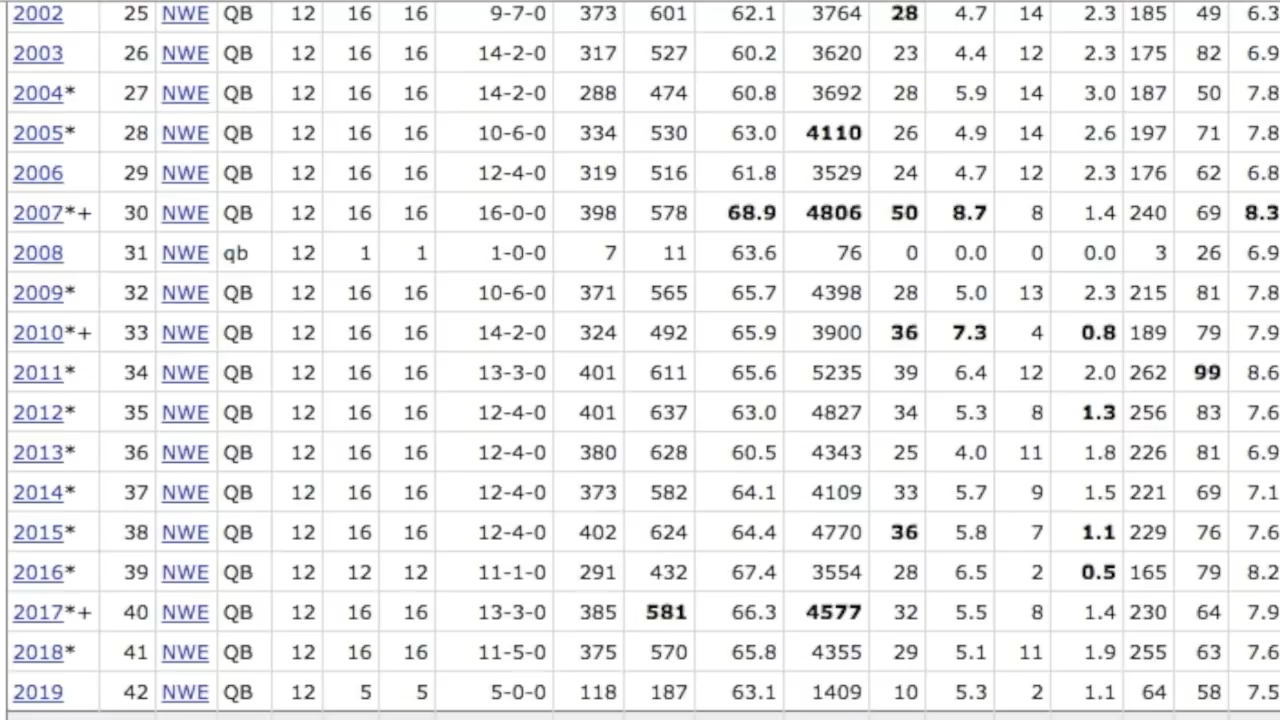 2002 25 NWE QB 12 16 16 9-7-0 373 601 62.1 3764 28 4.7 14 2.3 185 49 6.3
2003 26 NWE QB 12 16 16 14-2-0 317 527 60.2 3620 23 4.4 12 2.3 175 82 6.9
2004* 27 NWE QB 12 16 16 14-2-0 288 474 60.8 3692 28 5.9 14 3.0 187 50 7.8
2005* 28 NWE QB 12 16 16 10-6-0 334 530 63.0 4110 26 4.9 14 2.6 197 71 7.8
2006 29 NWE QB 12 16 16 12-4-0 319 516 61.8 3529 24 4.7 12 2.3 176 62 6.8
2007*+ 30 NWE QB 12 16 16 16-0-0 398 578 68.9 4806 50 8.7 8 1.4 240 69 8.3
2008 31 NWE qb 12 1 1 1-0-0 7 11 63.6 76 0 0.0 0 0.0 3 26 6.9
2009* 32 NWE QB 12 16 16 10-6-0 371 565 65.7 4398 28 5.0 13 2.3 215 81 7.8
2010*+ 33 NWE QB 12 16 16 14-2-0 324 492 65.9 3900 36 7.3 4 0.8 189 79 7.9
2011* 34 NWE QB 12 16 16 13-3-0 401 611 65.6 5235 39 6.4 12 2.0 262 99 8.6
2012* 35 NWE QB 12 16 16 12-4-0 401 637 63.0 4827 34 5.3 8 1.3 256 83 7.6
2013* 36 NWE QB 12 16 16 12-4-0 380 628 60.5 4343 25 4.0 11 1.8 226 81 6.9
2014* 37 NWE QB 12 16 16 12-4-0 373 582 64.1 4109 33 5.7 9 1.5 221 69 7.1
2015* 38 NWE QB 12 16 16 12-4-0 402 624 64.4 4770 36 5.8 7 1.1 229 76 7.6
2016* 39 NWE QB 12 12 12 11-1-0 291 432 67.4 3554 28 6.5 2 0.5 165 79 8.2
2017*+ 40 NWE QB 12 16 16 13-3-0 385 581 66.3 4577 32 5.5 8 1.4 230 64 7.9
2018* 41 NWE QB 12 16 16 11-5-0 375 570 65.8 4355 29 5.1 11 1.9 255 63 7.6
2019 42 NWE QB 12 5 5 5-0-0 118 187 63.1 1409 10 5.3 2 1.1 64 58 7.5